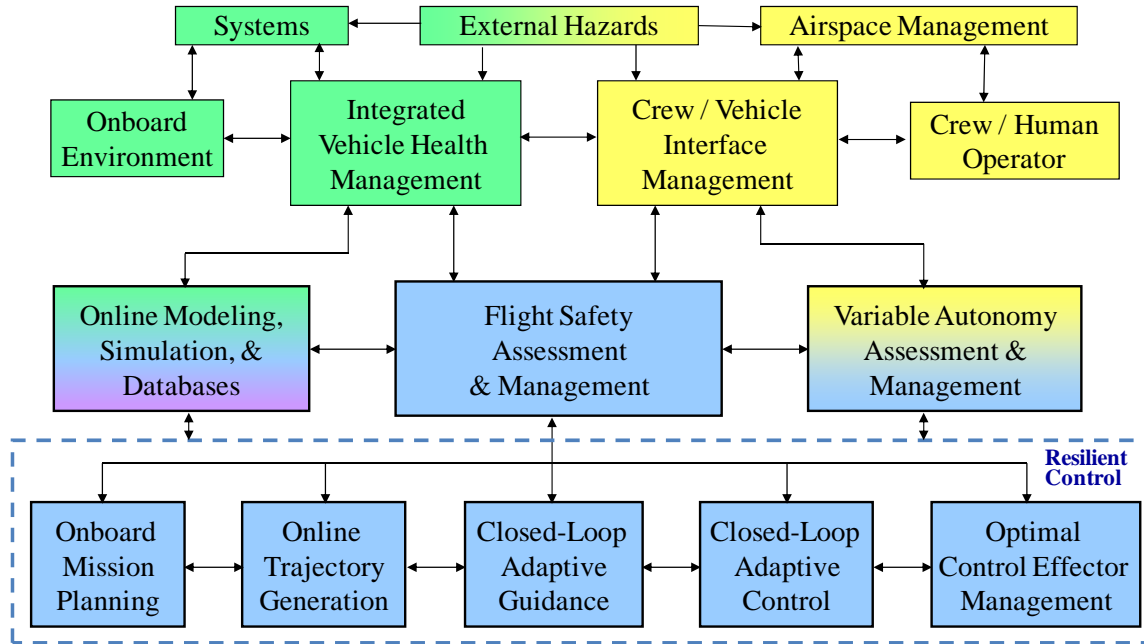 Systems
External Hazards
Airspace Management
Onboard
Environment
Integrated
Vehicle Health
Management
Crew / Vehicle
Interface
Management
Crew / Human
Operator
Online Modeling,
Simulation, &
Databases
Flight Safety
Assessment
& Management
Variable Autonomy
Assessment &
Management
Resilient
Control
Onboard
Mission
Planning
Online
Trajectory
Generation
Closed-Loop
Adaptive
Guidance
Closed-Loop
Adaptive
Control
Optimal
Control Effector
Management